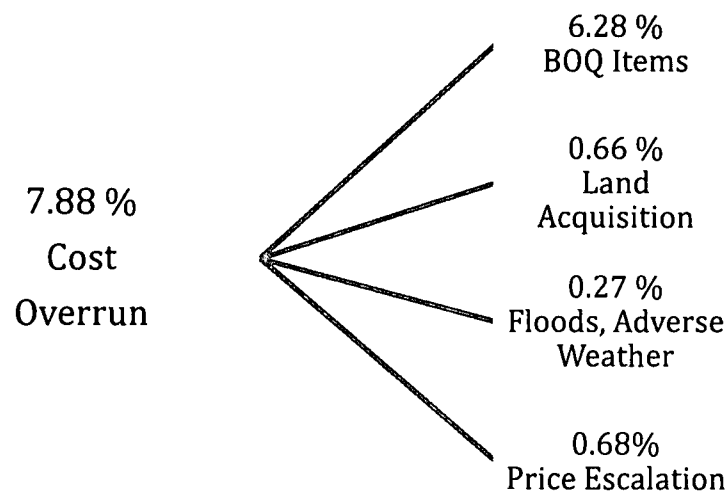 7.88 %
Cost
Overrun
6.28 %
BOQ Items
0.66 %
Land
Acquisition
0.27 %
Floods, Adverse
Weather
0.68%
Price Escalation